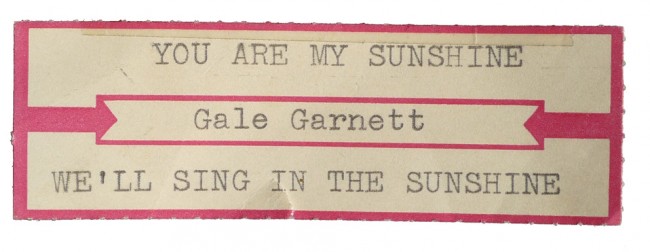 YOU ARE MY SUNSHINE
Gale Garnett
WE'LL SING IN THE SUNSHINE